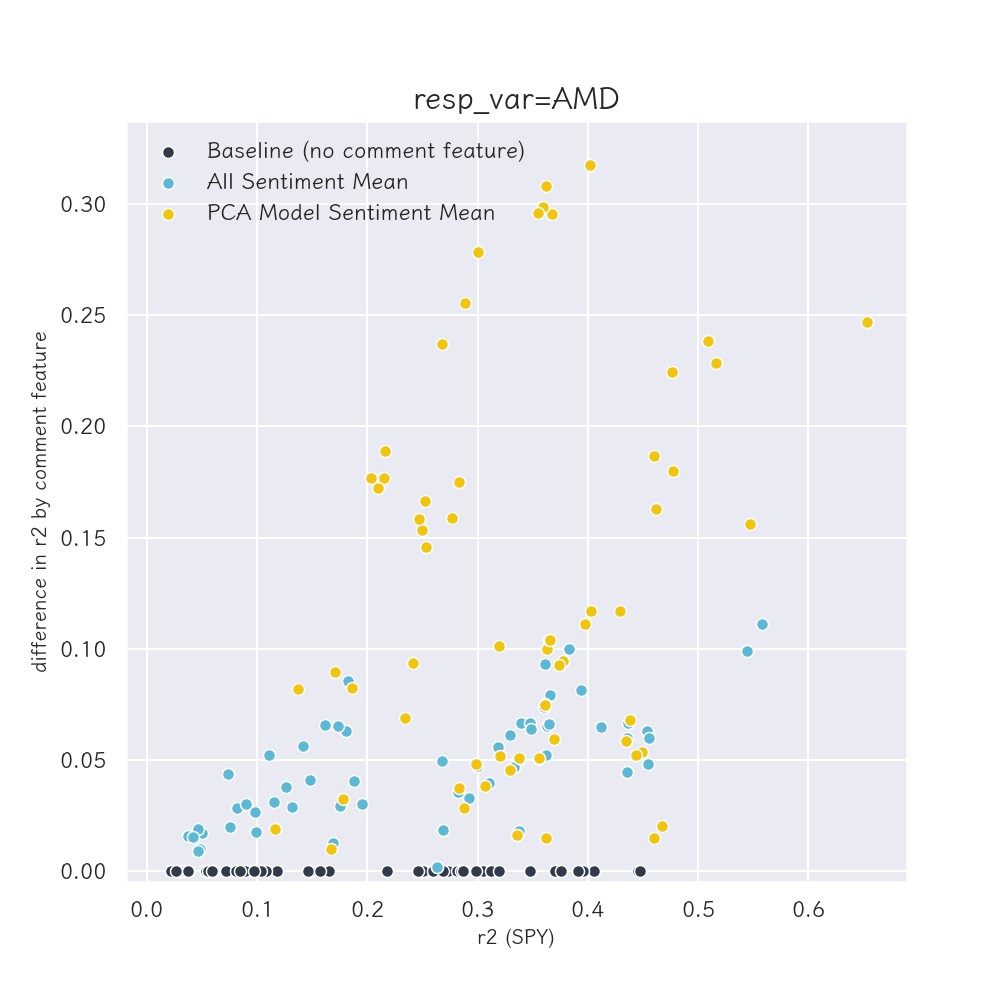 resp_var=AMD
Baseline (no comment feature)
All Sentiment Mean
PCA Model Sentiment Mean
difference in r2 by comment feature
0.30
0.25
0.20
0.15
0.10
0.05
0.00
0.0 0.1 0.2 0.3 0.4 0.5 0.6
r2 (SPY)